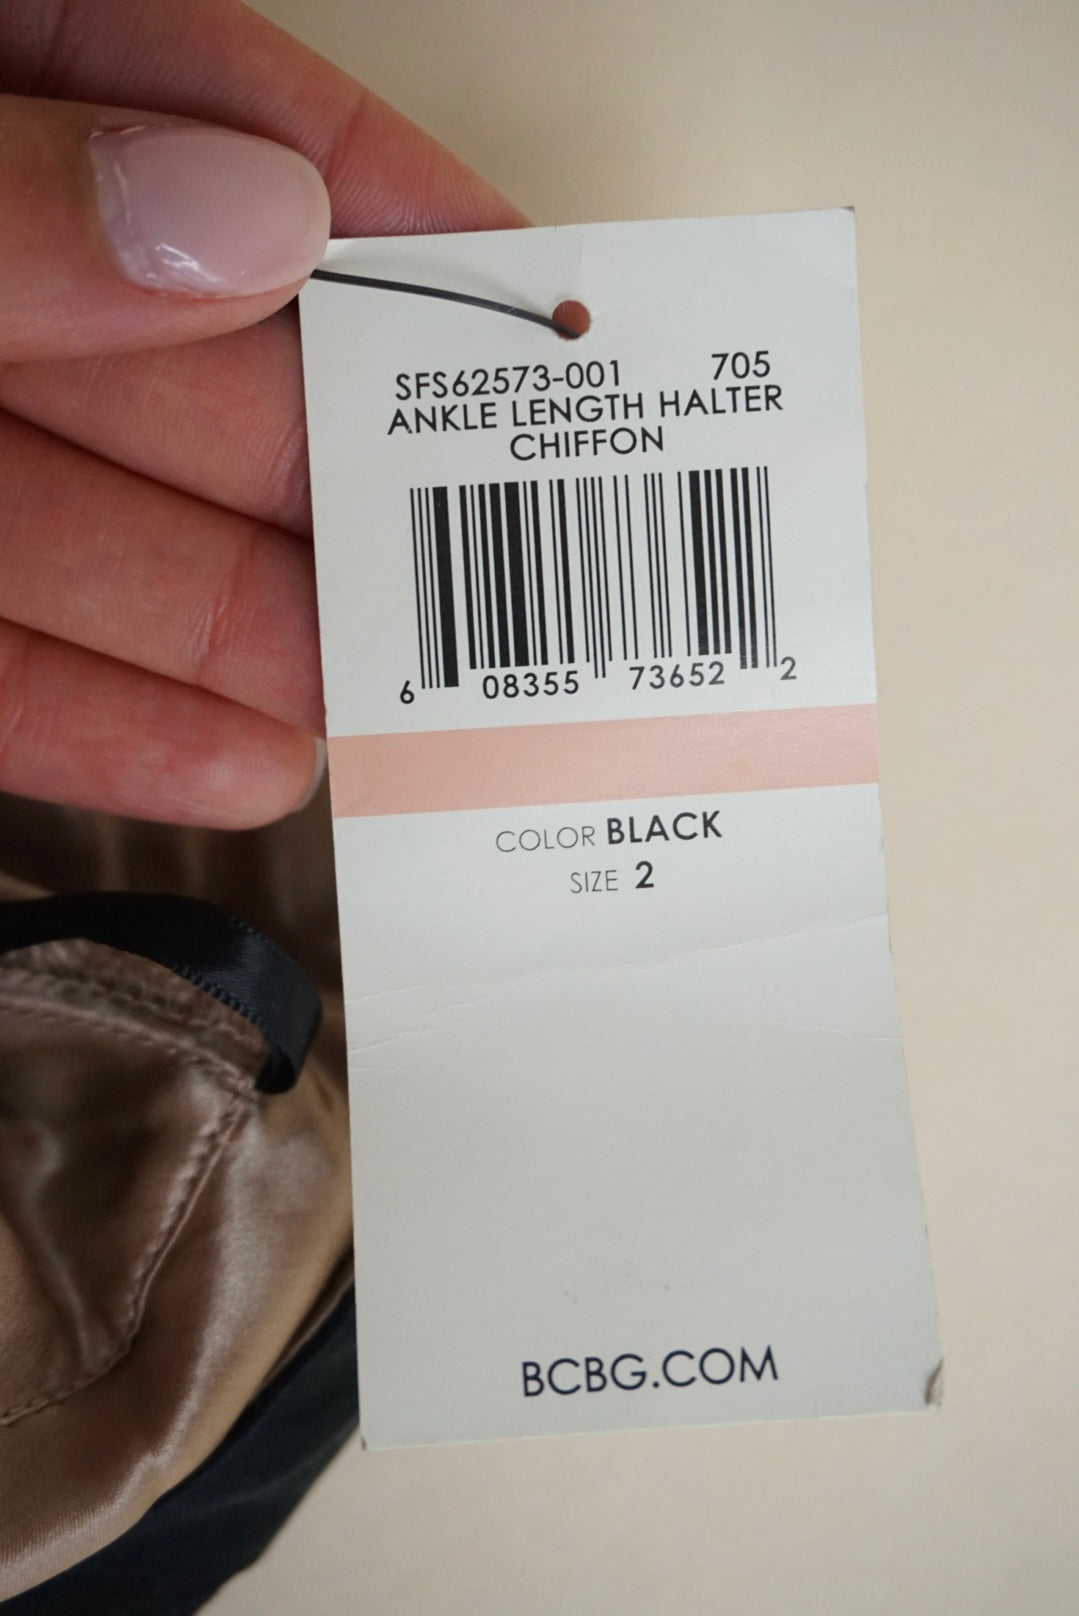 SFS62573-001 705
ANKLE LENGTH HALTER
CHIFFON
6 08355 73652 2
COLOR BLACK
SIZE 2
BCBG.COM